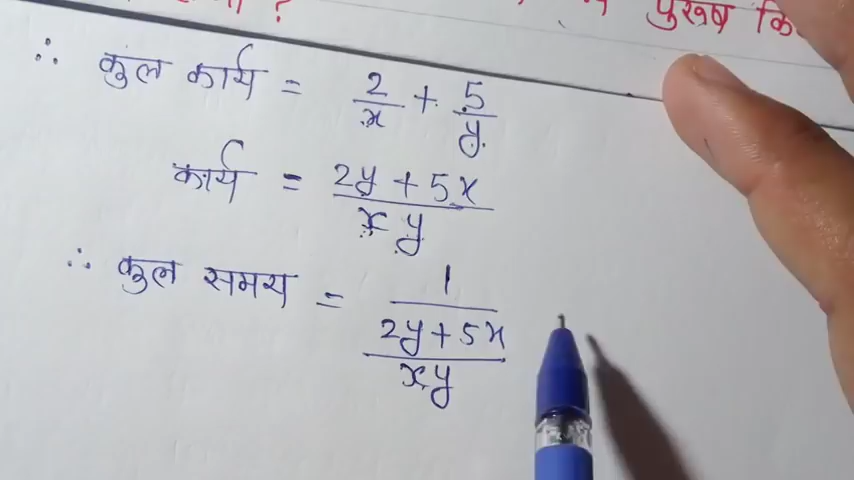 ? पुरूष
∴ कुल कार्य = 2/x + 5/y
कार्य = 2y + 5x / xy
∴ कुल समय = 1 / 2y + 5x / xy